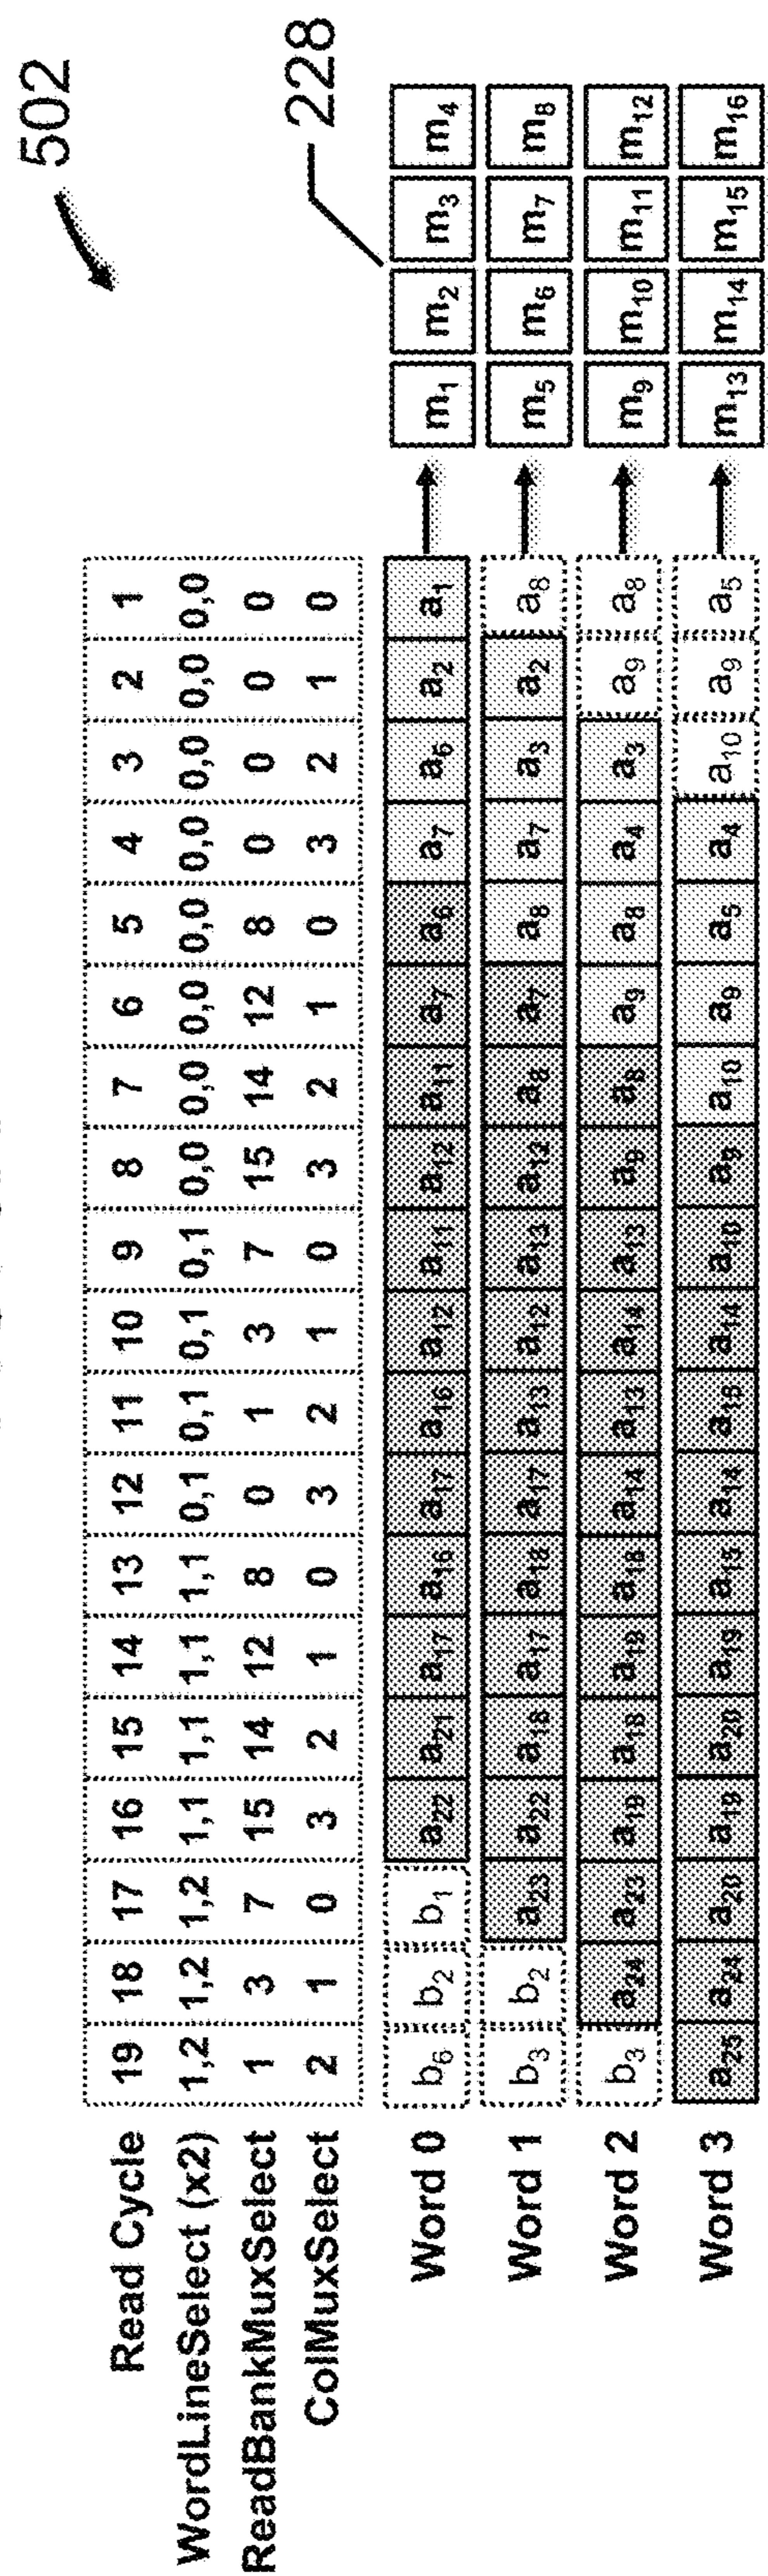 502
228
Read Cycle 19 18 17 16 15 14 13 12 11 10 9 8 7 6 5 4 3 2 1
WordLineSelect (x2) 1,2 1,2 1,2 1,1 1,1 1,1 1,1 0,1 0,1 0,1 0,1 0,0 0,0 0,0 0,0 0,0 0,0 0,0 0,0
ReadBankMuxSelect 1 3 7 15 14 12 8 0 1 3 7 15 14 12 8 0 0 0 0
ColMuxSelect 2 1 0 3 2 1 0 3 2 1 0 3 2 1 0 3 2 1 0
Word 0 b₆ b₂ b₁ a₂₂ a₂₁ a₁₇ a₁₆ a₁₇ a₁₆ a₁₂ a₁₁ a₁₂ a₁₁ a₇ a₆ a₇ a₆ a₂ a₁ m₁ m₂ m₃ m₄
Word 1 b₃ b₂ a₂₃ a₂₂ a₁₈ a₁₇ a₁₈ a₁₇ a₁₃ a₁₂ a₁₃ a₁₂ a₈ a₇ a₈ a₇ a₃ a₂ a₈ m₅ m₆ m₇ m₈
Word 2 b₃ a₂₄ a₂₃ a₁₉ a₁₈ a₁₉ a₁₈ a₁₄ a₁₃ a₁₄ a₁₃ a₉ a₈ a₉ a₈ a₄ a₃ a₉ a₈ m₉ m₁₀ m₁₁ m₁₂
Word 3 a₂₅ a₂₄ a₂₀ a₁₉ a₂₀ a₁₉ a₁₅ a₁₄ a₁₅ a₁₄ a₁₀ a₉ a₁₀ a₉ a₅ a₄ a₁₀ a₉ a₅ m₁₃ m₁₄ m₁₅ m₁₆